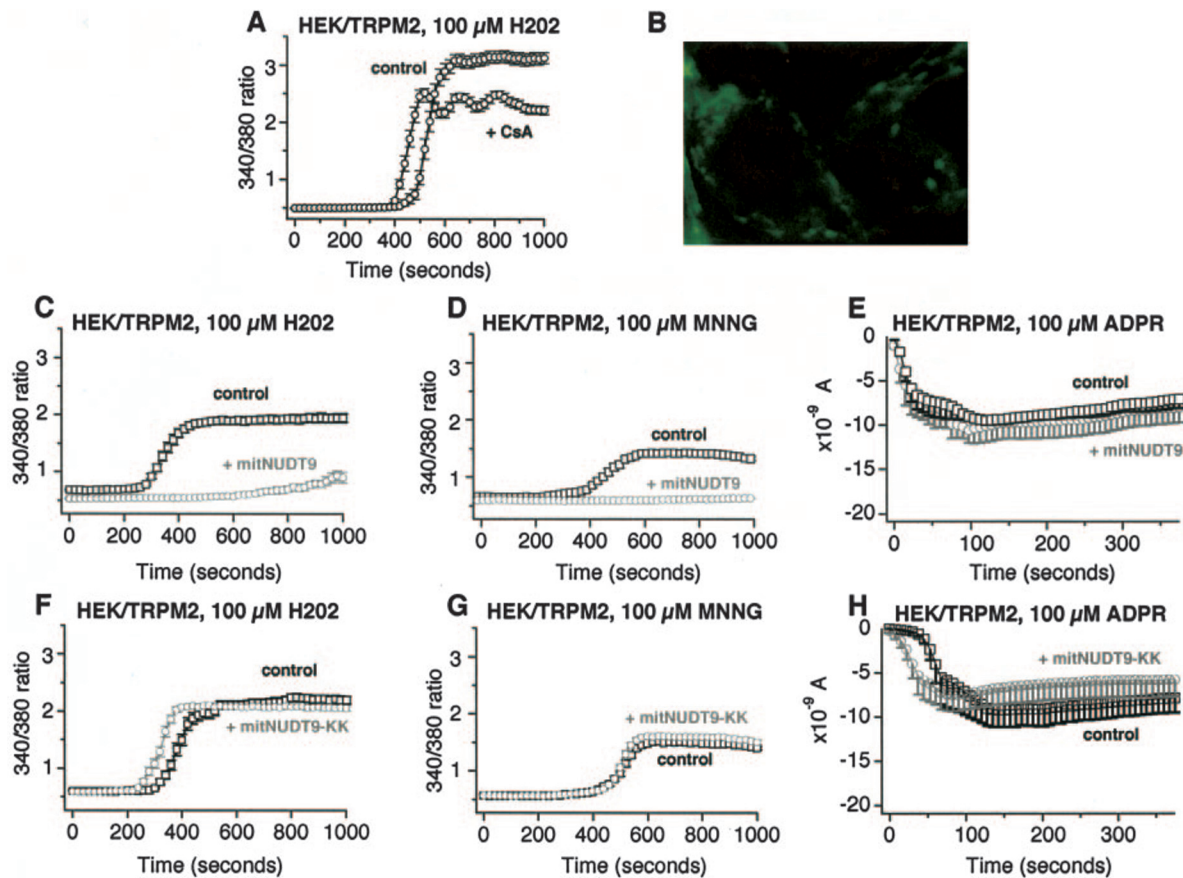 A
HEK/TRPM2, 100 µM H202
340/380 ratio
3
2
1
control
+ CsA
0 200 400 600 800 1000
Time (seconds)
B
C
HEK/TRPM2, 100 µM H202
340/380 ratio
3
2
1
control
+ mitNUDT9
0 200 400 600 800 1000
Time (seconds)
D
HEK/TRPM2, 100 µM MNNG
340/380 ratio
3
2
1
control
+ mitNUDT9
0 200 400 600 800 1000
Time (seconds)
E
HEK/TRPM2, 100 µM ADPR
x10⁻⁹ A
0
-5
-10
-15
-20
control
+ mitNUDT9
0 100 200 300
Time (seconds)
F
HEK/TRPM2, 100 µM H202
340/380 ratio
3
2
1
control
+ mitNUDT9-KK
0 200 400 600 800 1000
Time (seconds)
G
HEK/TRPM2, 100 µM MNNG
340/380 ratio
3
2
1
+ mitNUDT9-KK
control
0 200 400 600 800 1000
Time (seconds)
H
HEK/TRPM2, 100 µM ADPR
x10⁻⁹ A
0
-5
-10
-15
-20
+ mitNUDT9-KK
control
0 100 200 300
Time (seconds)